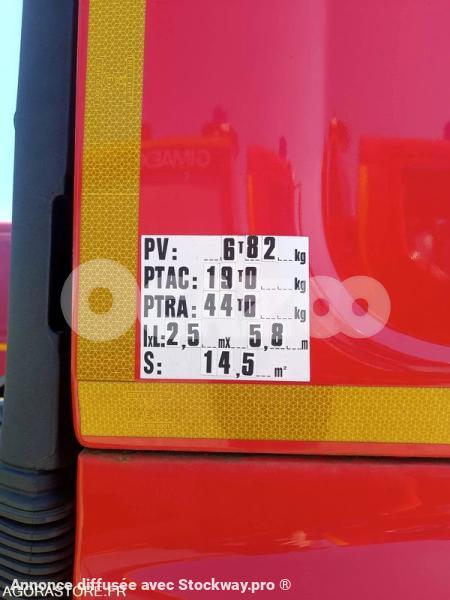 GIMAEX
PV: 6T82 kg
PTAC: 19T0 kg
PTRA: 44T0 kg
lxL: 2,5 mx 5,8 m
S: 14,5 m²
Annonce diffusée avec Stockway.pro ®
AGORASTORE.FR